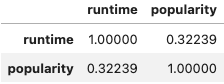 runtime popularity
runtime 1.00000 0.32239
popularity 0.32239 1.00000